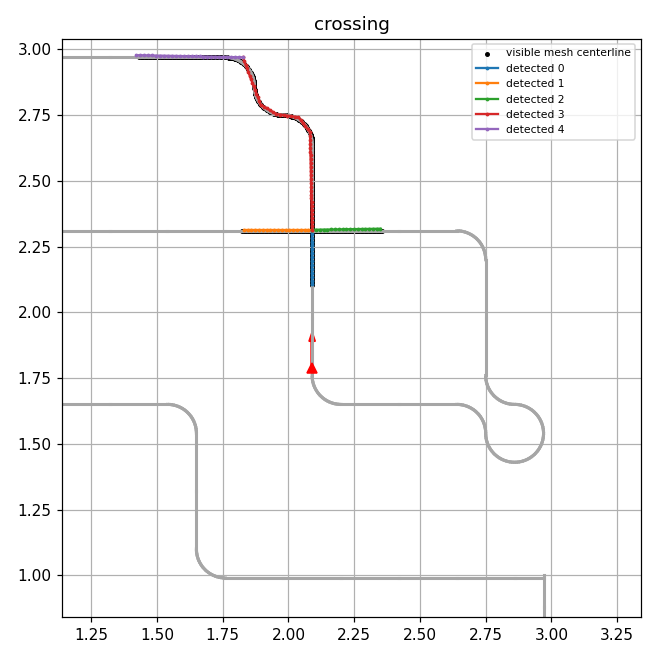 crossing
visible mesh centerline
detected 0
detected 1
detected 2
detected 3
detected 4
3.00
2.75
2.50
2.25
2.00
1.75
1.50
1.25
1.00
1.25 1.50 1.75 2.00 2.25 2.50 2.75 3.00 3.25